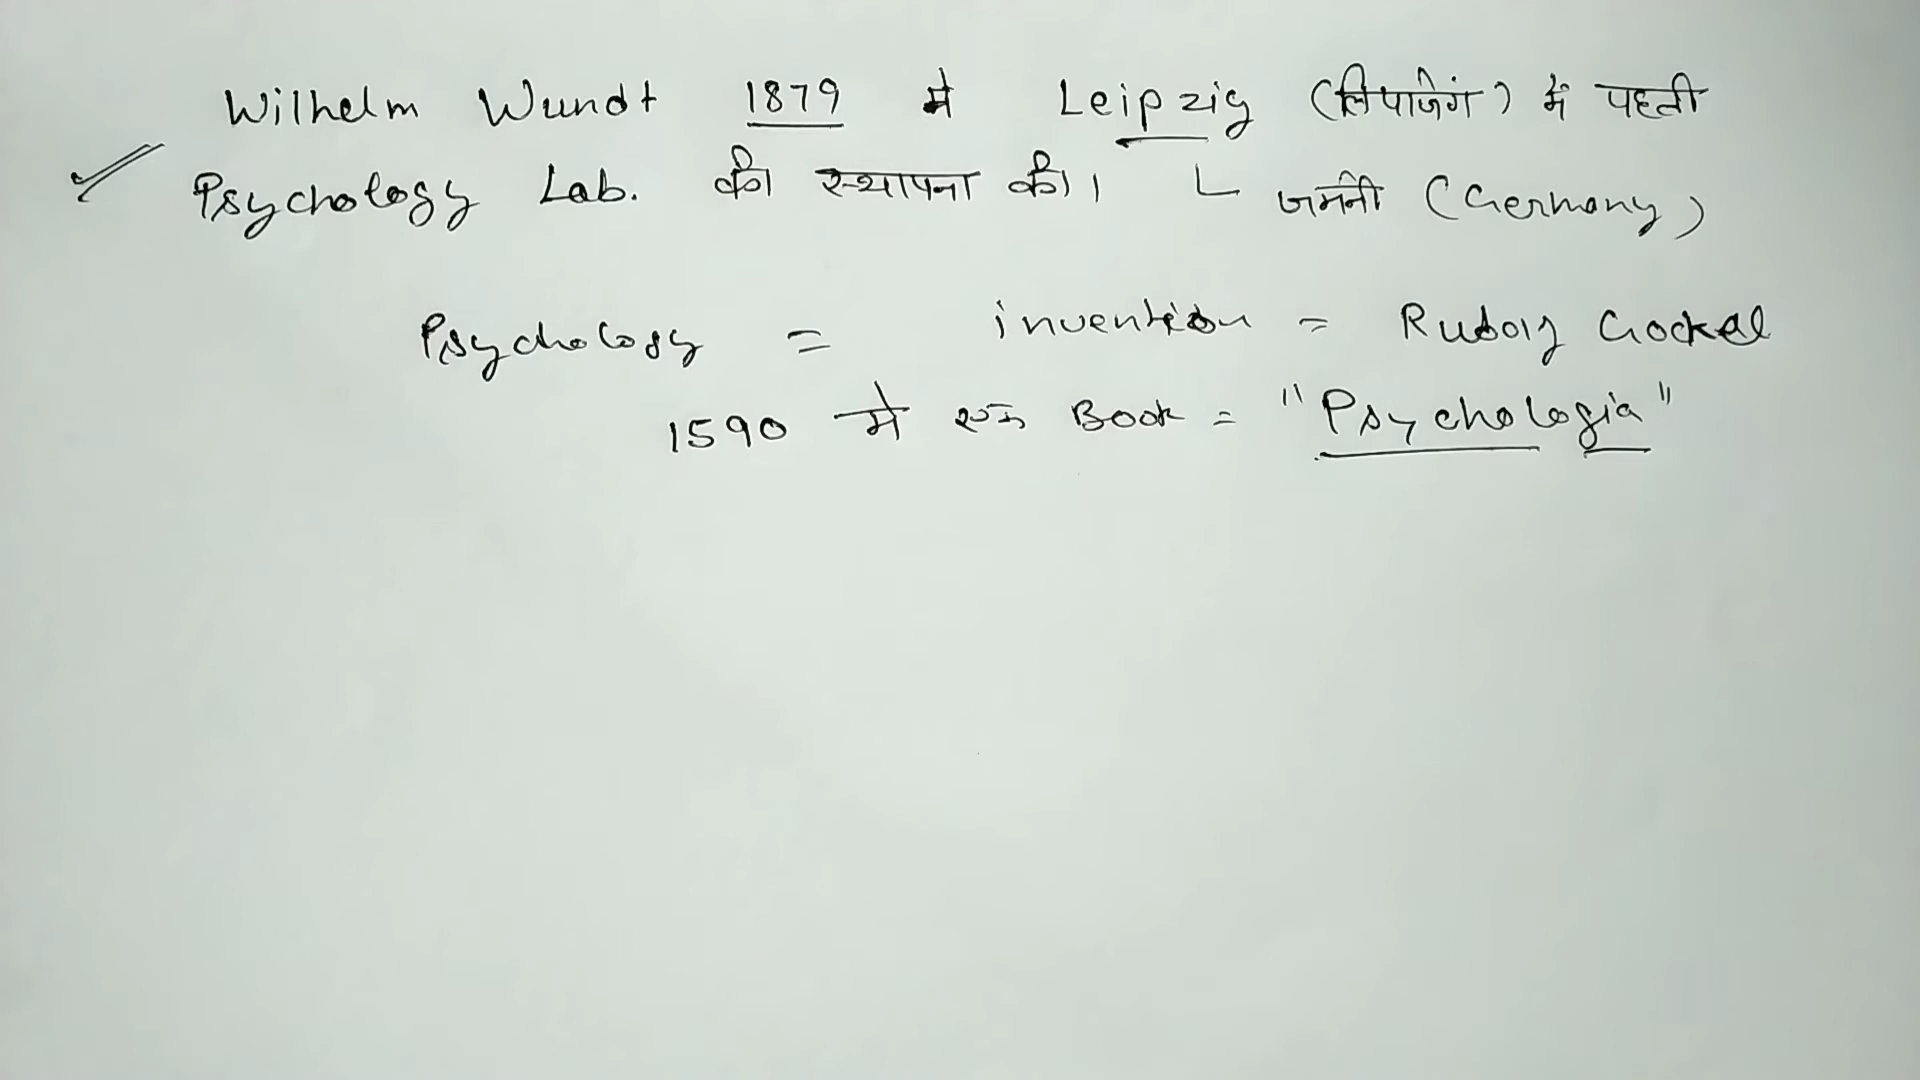 Wilhelm Wundt 1879 में Leipzig (लिपाजेग) में पहली
Psychology Lab. की स्थापना की। जर्मनी (Germany)
Psychology = invention = Rudolf Gockel
1590 में एक Book = "Psychologia"